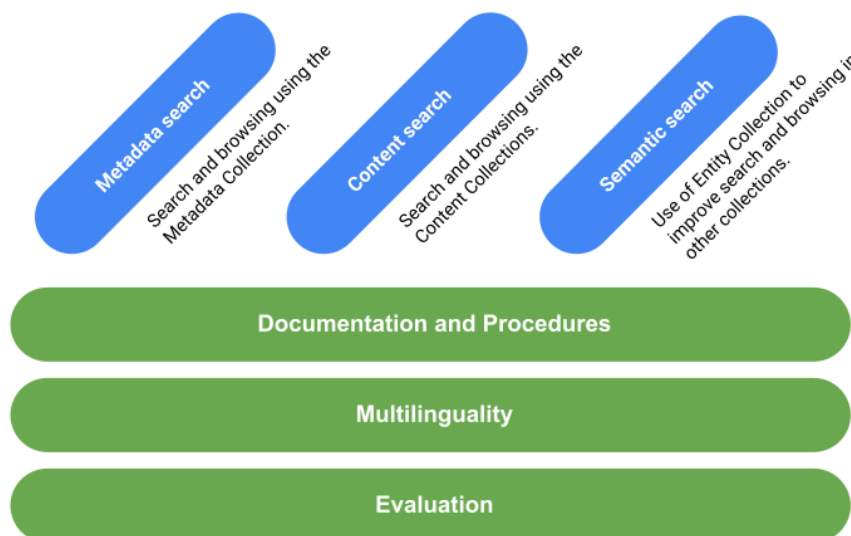 Metadata search
Search and browsing using the
Metadata Collection.
Content search
Search and browsing using the
Content Collections.
Semantic search
Use of Entity Collection to
improve search and browsing in
other collections.
Documentation and Procedures
Multilinguality
Evaluation